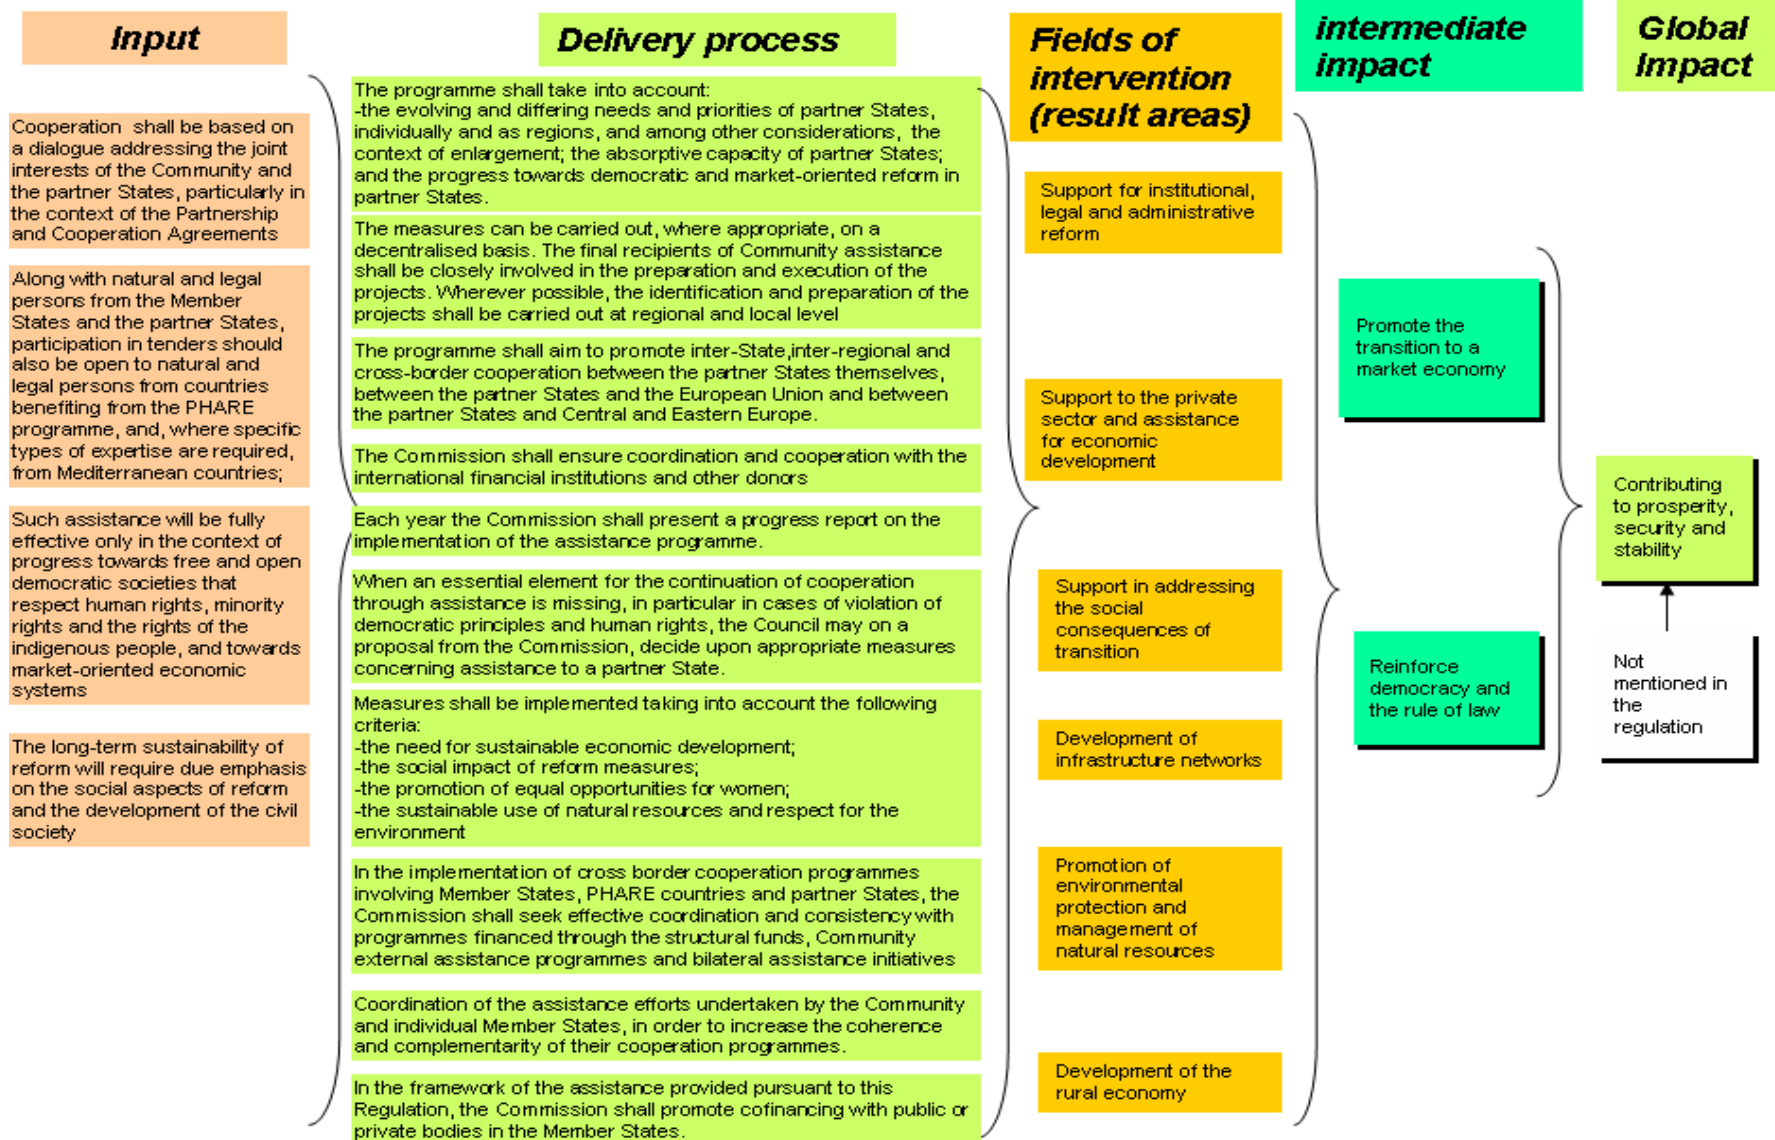 Input
Cooperation shall be based on
a dialogue addressing the joint
interests of the Community and
the partner States, particularly in
the context of the Partnership
and Cooperation Agreements
Along with natural and legal
persons from the Member
States and the partner States,
participation in tenders should
also be open to natural and
legal persons from countries
benefiting from the PHARE
programme, and, where specific
types of expertise are required,
from Mediterranean countries;
Such assistance will be fully
effective only in the context of
progress towards free and open
democratic societies that
respect human rights, minority
rights and the rights of the
indigenous people, and towards
market-oriented economic
systems
The long-term sustainability of
reform will require due emphasis
on the social aspects of reform
and the development of the civil
society
Delivery process
The programme shall take into account:
-the evolving and differing needs and priorities of partner States,
individually and as regions, and among other considerations, the
context of enlargement; the absorptive capacity of partner States;
and the progress towards democratic and market-oriented reform in
partner States.
The measures can be carried out, where appropriate, on a
decentralised basis. The final recipients of Community assistance
shall be closely involved in the preparation and execution of the
projects. Wherever possible, the identification and preparation of the
projects shall be carried out at regional and local level
The programme shall aim to promote inter-State,inter-regional and
cross-border cooperation between the partner States themselves,
between the partner States and the European Union and between
the partner States and Central and Eastern Europe.
The Commission shall ensure coordination and cooperation with the
international financial institutions and other donors
Each year the Commission shall present a progress report on the
implementation of the assistance programme.
When an essential element for the continuation of cooperation
through assistance is missing, in particular in cases of violation of
democratic principles and human rights, the Council may on a
proposal from the Commission, decide upon appropriate measures
concerning assistance to a partner State.
Measures shall be implemented taking into account the following
criteria:
-the need for sustainable economic development;
-the social impact of reform measures;
-the promotion of equal opportunities for women;
-the sustainable use of natural resources and respect for the
environment
In the implementation of cross border cooperation programmes
involving Member States, PHARE countries and partner States, the
Commission shall seek effective coordination and consistency with
programmes financed through the structural funds, Community
external assistance programmes and bilateral assistance initiatives
Coordination of the assistance efforts undertaken by the Community
and individual Member States, in order to increase the coherence
and complementarity of their cooperation programmes.
In the framework of the assistance provided pursuant to this
Regulation, the Commission shall promote cofinancing with public or
private bodies in the Member States.
Fields of
intervention
(result areas)
Support for institutional,
legal and administrative
reform
Support to the private
sector and assistance
for economic
development
Support in addressing
the social
consequences of
transition
Development of
infrastructure networks
Promotion of
environmental
protection and
management of
natural resources
Development of the
rural economy
intermediate
impact
Promote the
transition to a
market economy
Reinforce
democracy and
the rule of law
Global
Impact
Contributing
to prosperity,
security and
stability
Not
mentioned in
the
regulation